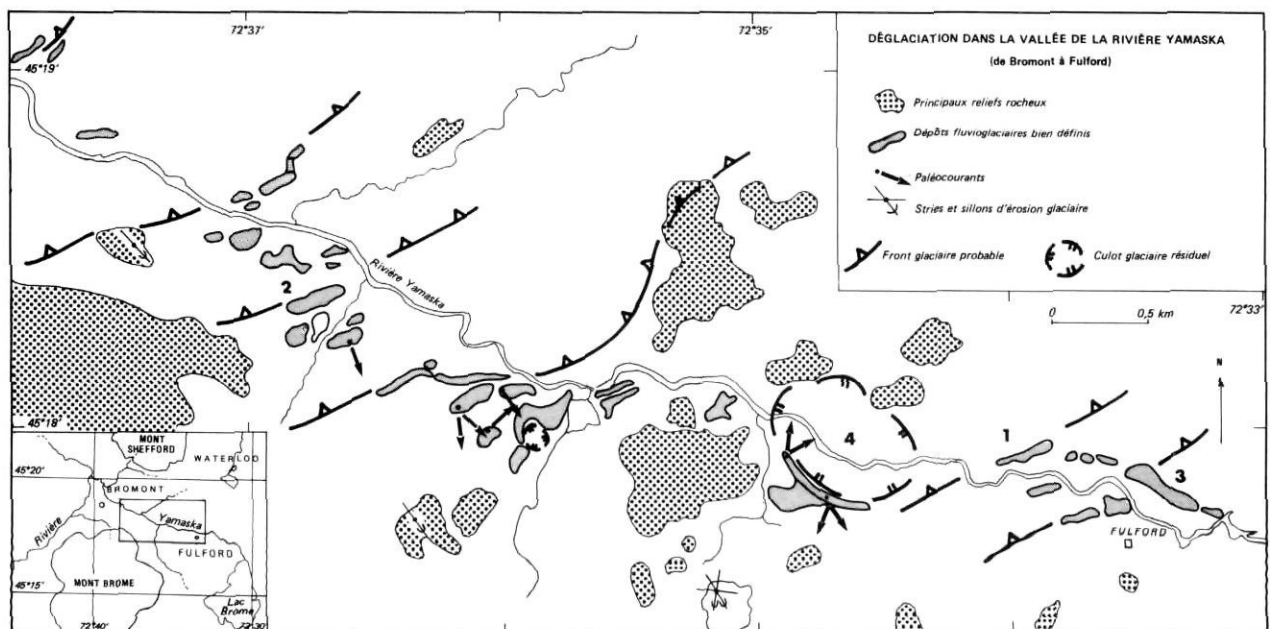 72°37'
72°35'
DÉGLACIATION DANS LA VALLÉE DE LA RIVIÈRE YAMASKA
(de Bromont à Fulford)
45°19'
Principaux reliefs rocheux
Dépôts fluvioglaciaires bien définis
Paléocourants
Stries et sillons d'érosion glaciaire
Front glaciaire probable
Culot glaciaire résiduel
0
0,5 km
72°33'
N
2
Rivière Yamaska
45°18'
4
1
3
FULFORD
MONT
SHEFFORD
WATERLOO
45°20'
BROMONT
Rivière
Yamaska
FULFORD
45°15'
MONT BROME
Lac
Brome
72°40'
72°30'